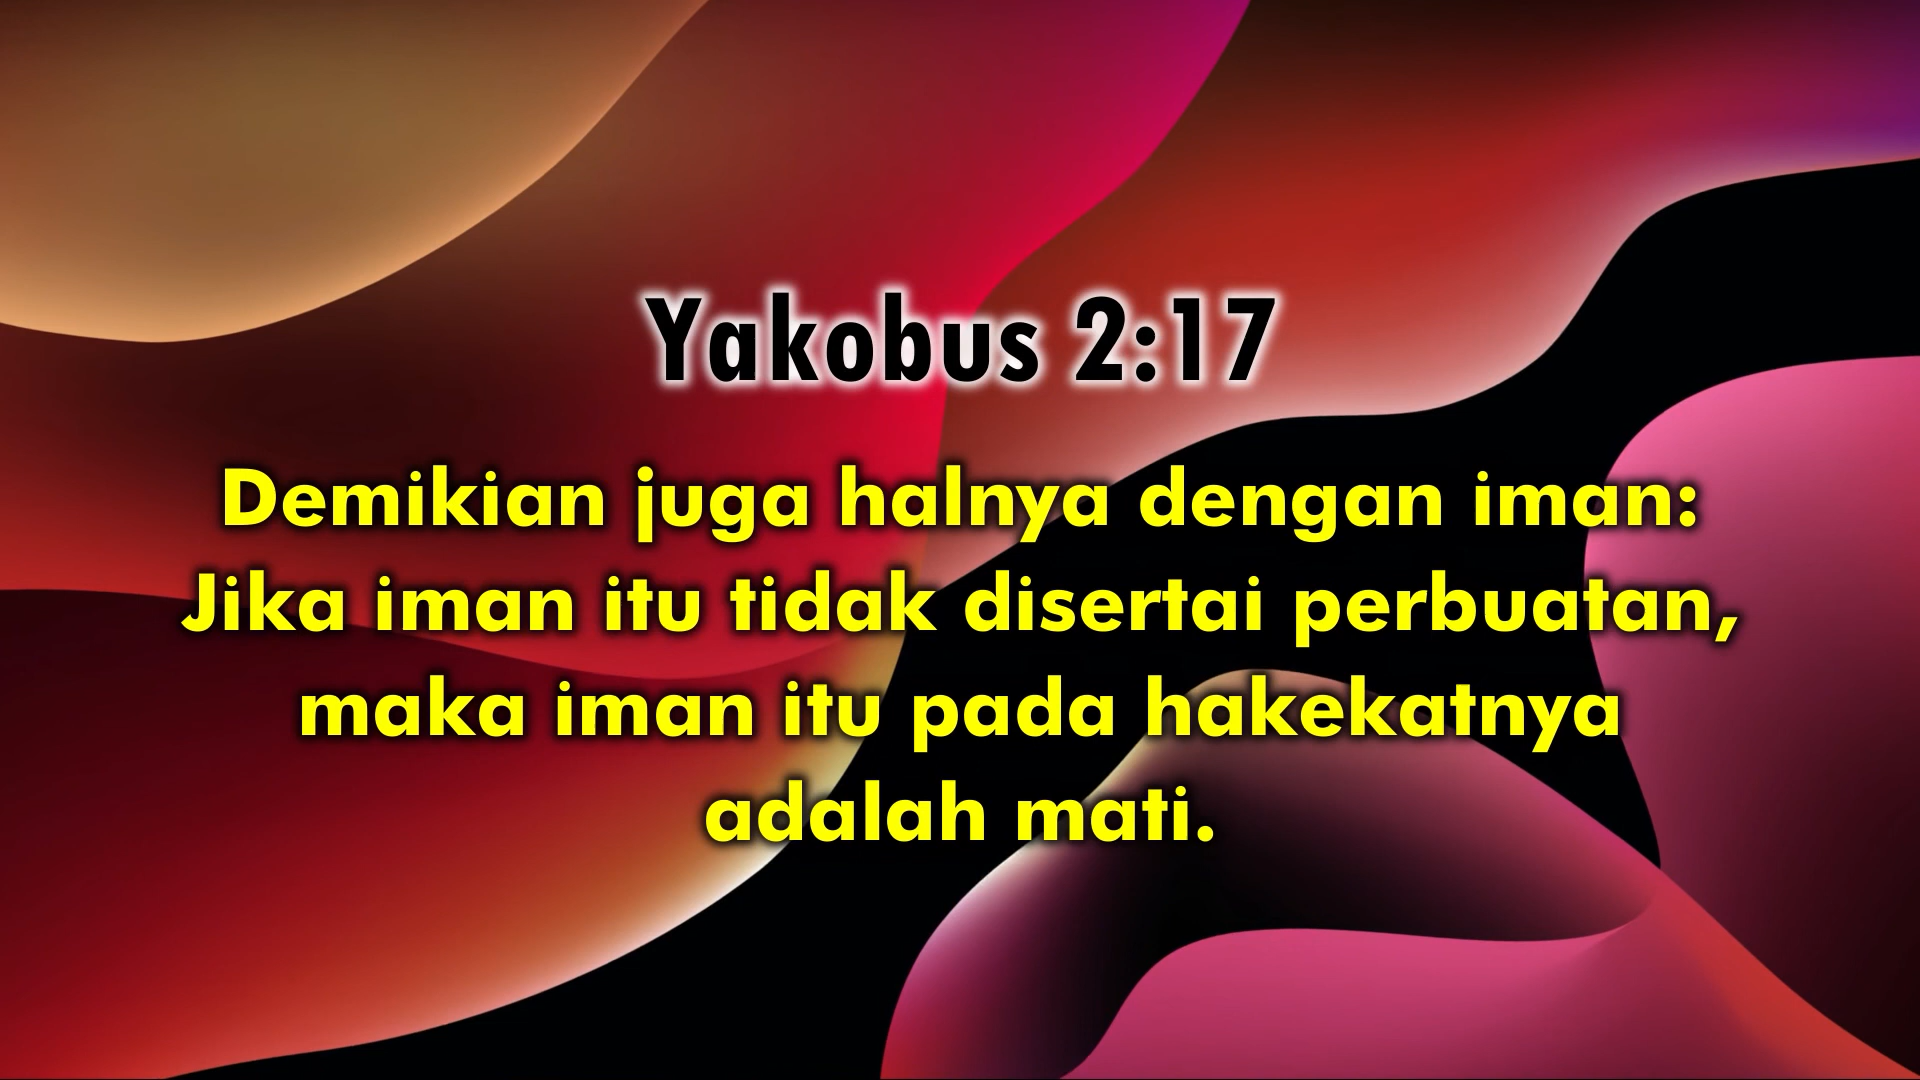 Yakobus 2:17
Demikian juga halnya dengan iman:
Jika iman itu tidak disertai perbuatan,
maka iman itu pada hakekatnya
adalah mati.